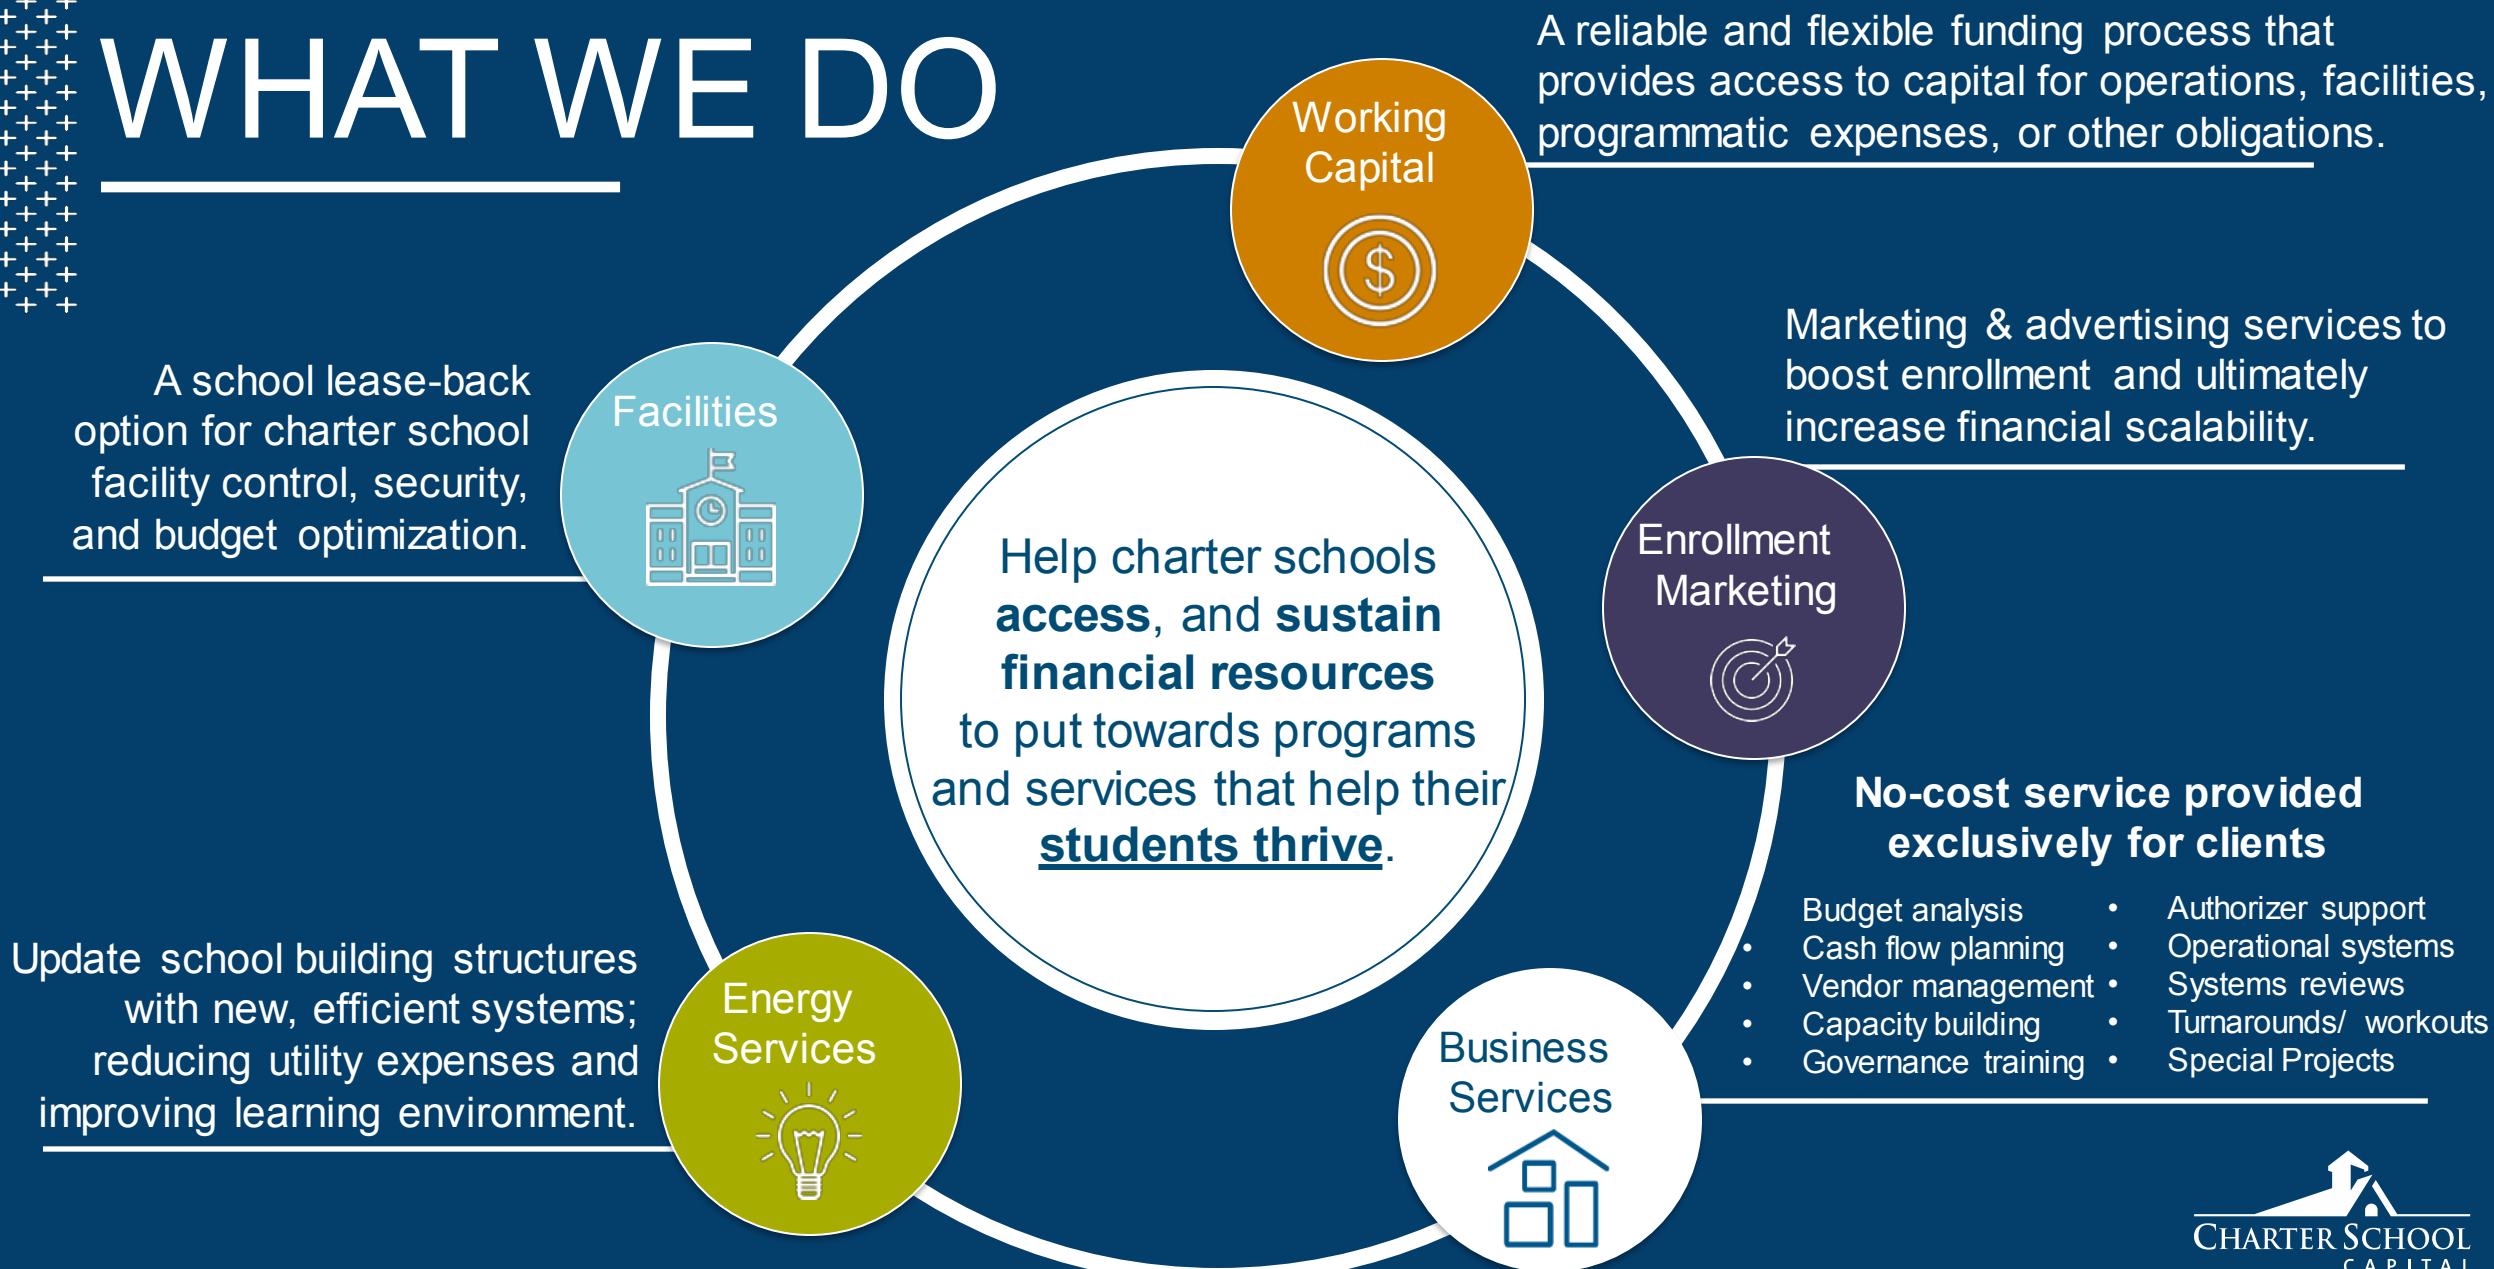 WHAT WE DO
Working
Capital
$
A reliable and flexible funding process that
provides access to capital for operations, facilities,
programmatic expenses, or other obligations.
Marketing & advertising services to
boost enrollment and ultimately
increase financial scalability.
Enrollment
Marketing
Facilities
A school lease-back
option for charter school
facility control, security,
and budget optimization.
Help charter schools
access, and sustain
financial resources
to put towards programs
and services that help their
students thrive.
No-cost service provided
exclusively for clients
Budget analysis
• Cash flow planning
• Vendor management
• Capacity building
• Governance training
• Authorizer support
• Operational systems
• Systems reviews
• Turnarounds/ workouts
• Special Projects
Business
Services
Energy
Services
Update school building structures
with new, efficient systems;
reducing utility expenses and
improving learning environment.
CHARTER SCHOOL
CAPITAL